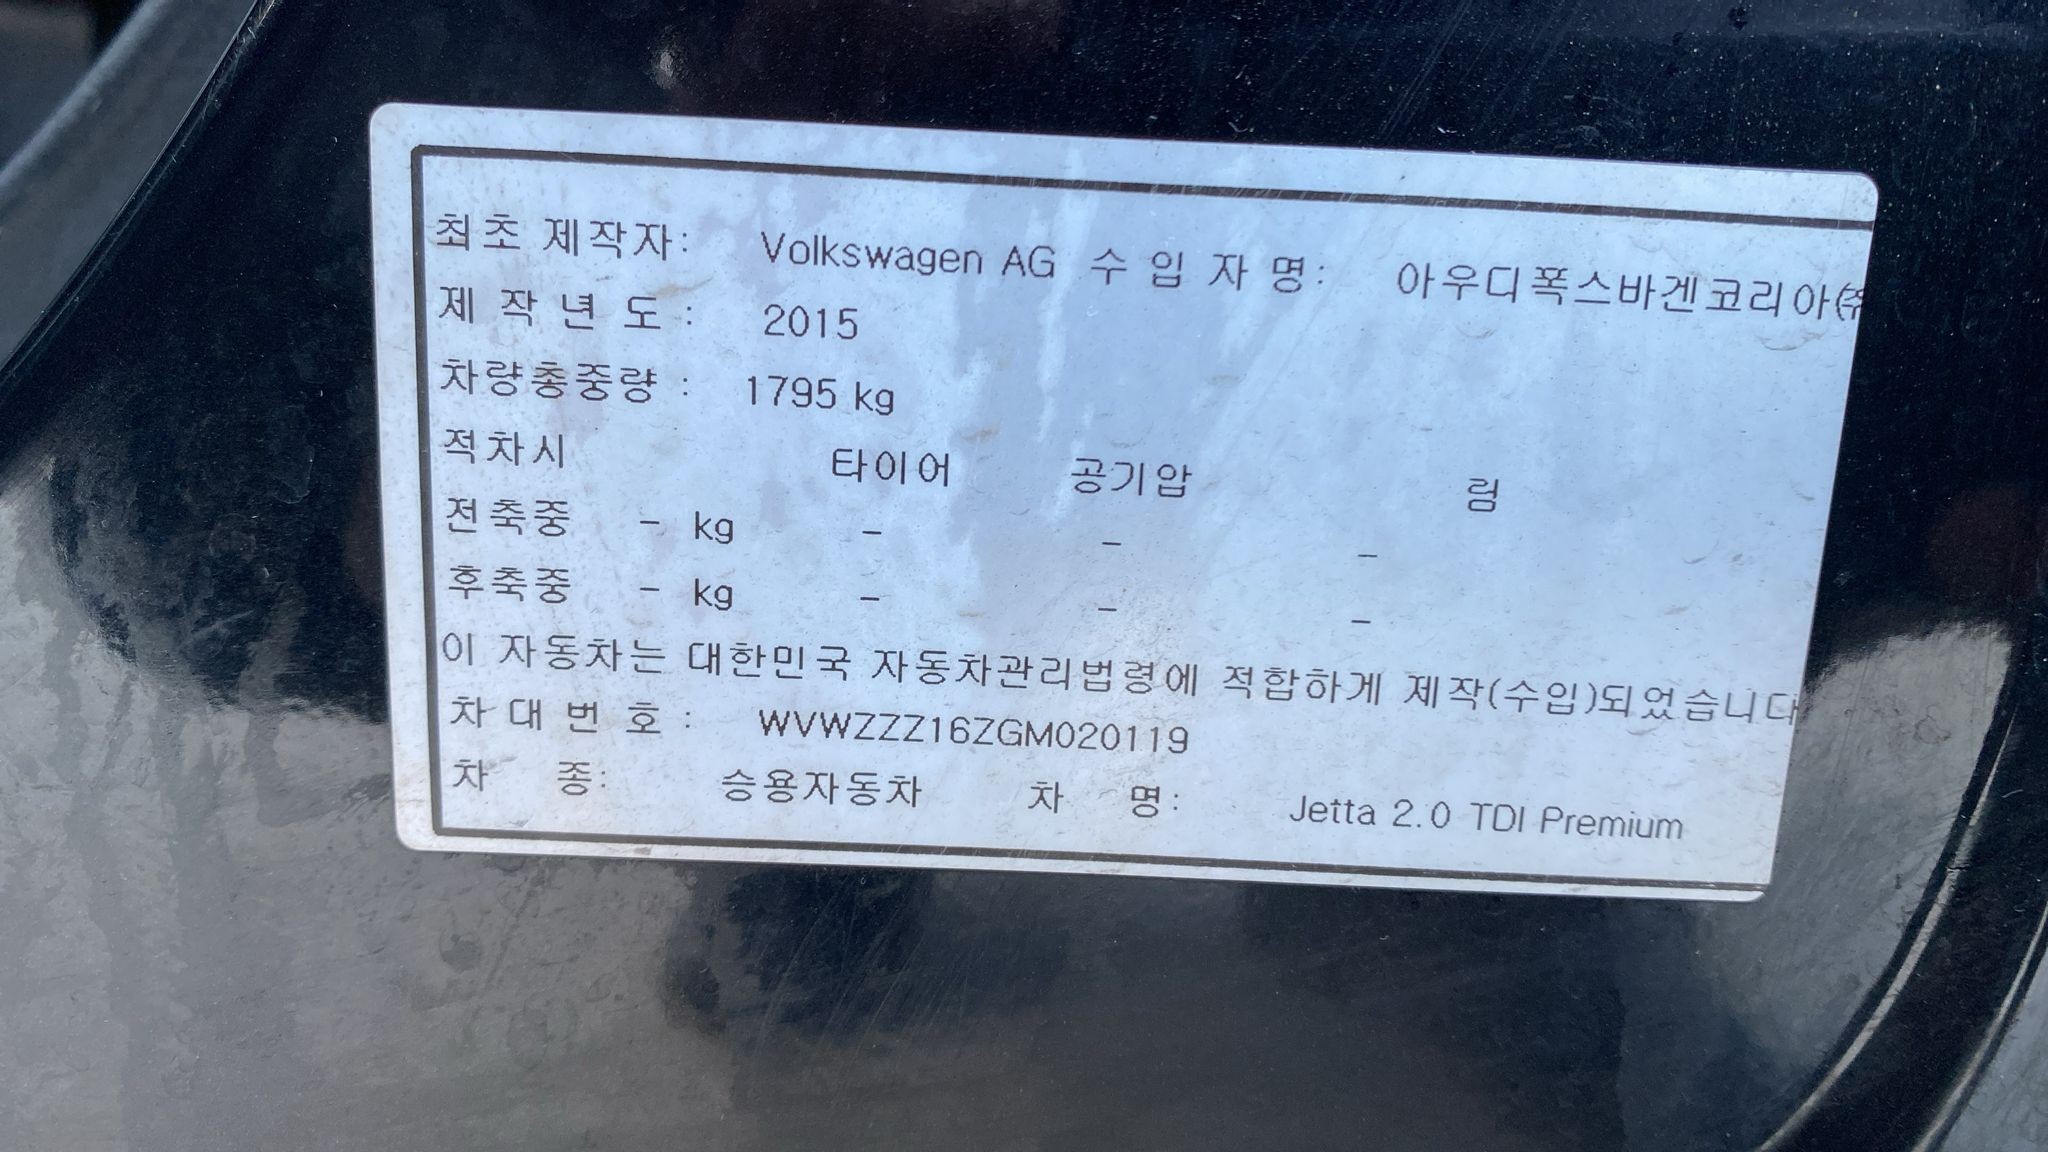 최초 제작자: Volkswagen AG 수 입 자 명: 아우디폭스바겐코리아(주
제 작 년 도 : 2015
차량총중량 : 1795 kg
적차시 타이어 공기압 림
전축중 - kg - - -
후축중 - kg - - -
이 자동차는 대한민국 자동차관리법령에 적합하게 제작(수입)되었습니다
차 대 번 호 : WVWZZZ16ZGM020119
차 종: 승용자동차 차 명: Jetta 2.0 TDI Premium